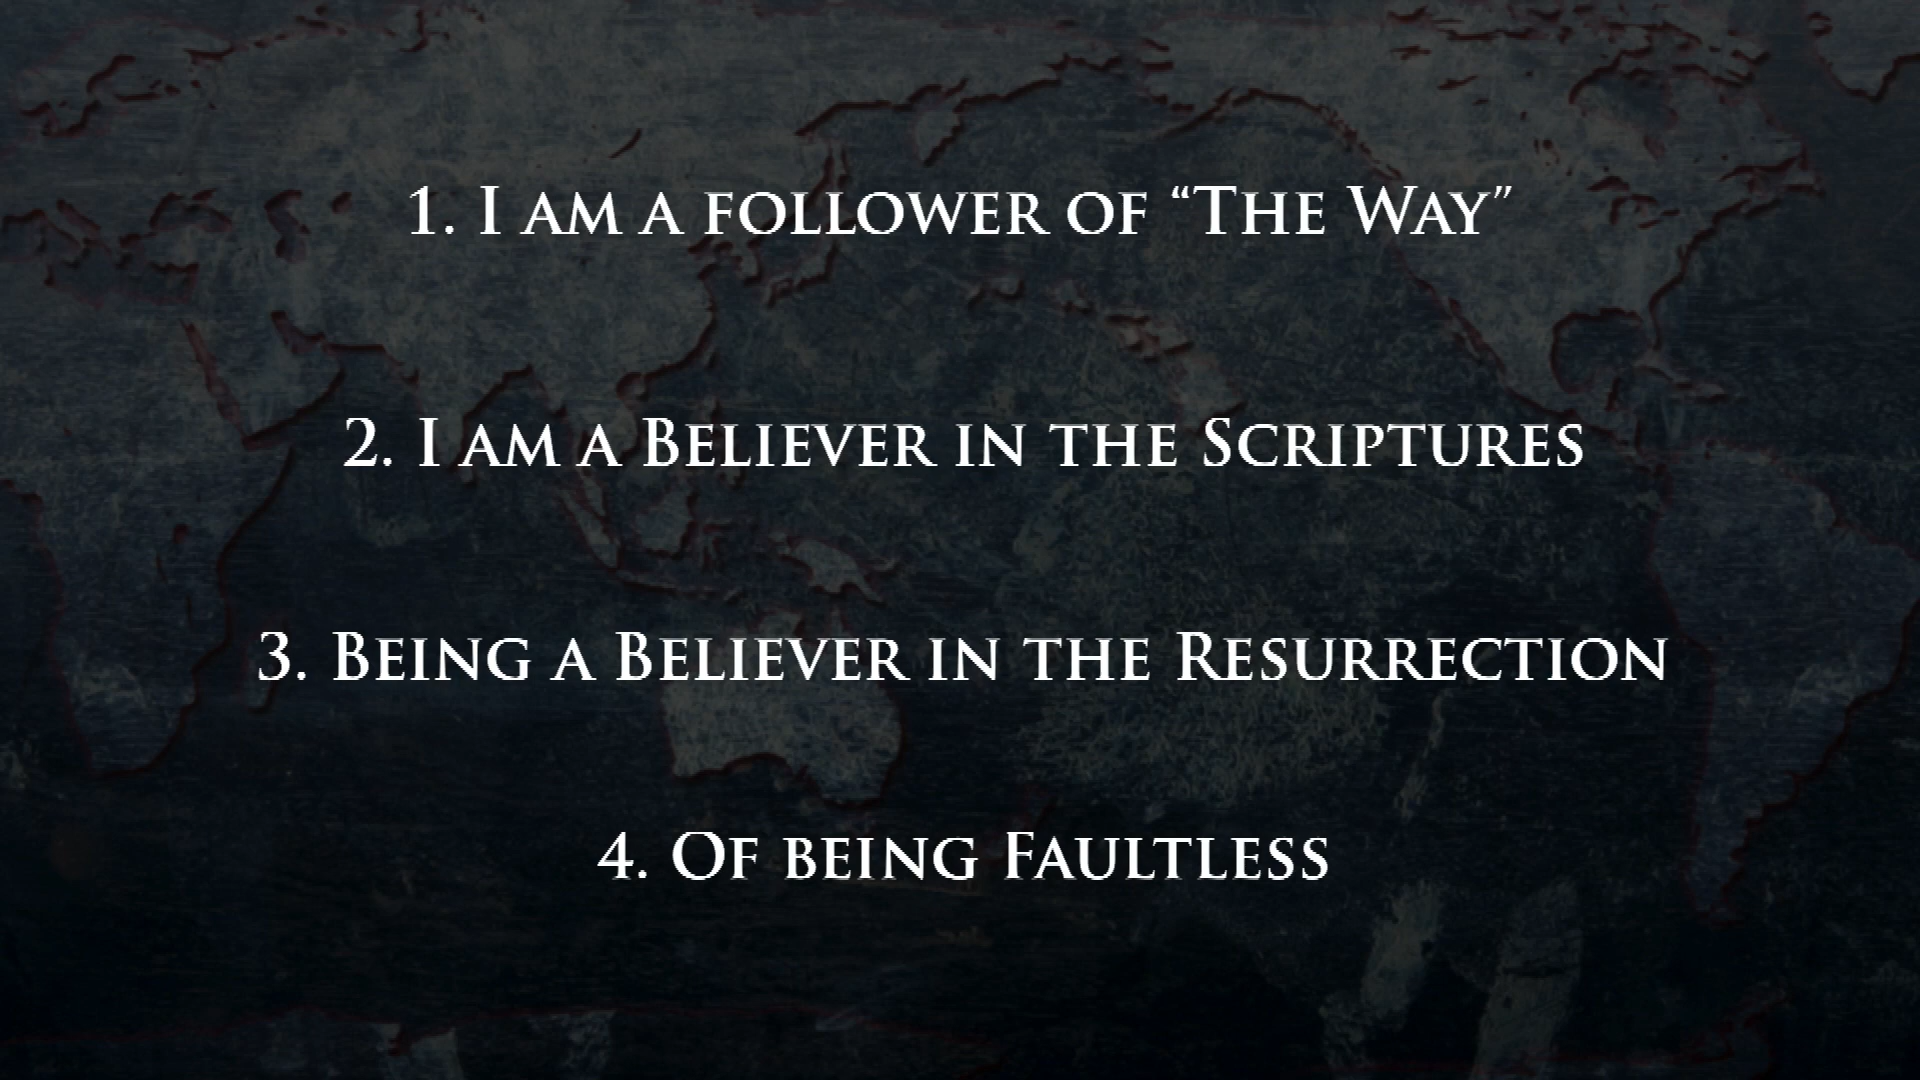 1. I am a follower of “The Way”
2. I am a Believer in the Scriptures
3. Being a Believer in the Resurrection
4. Of being Faultless